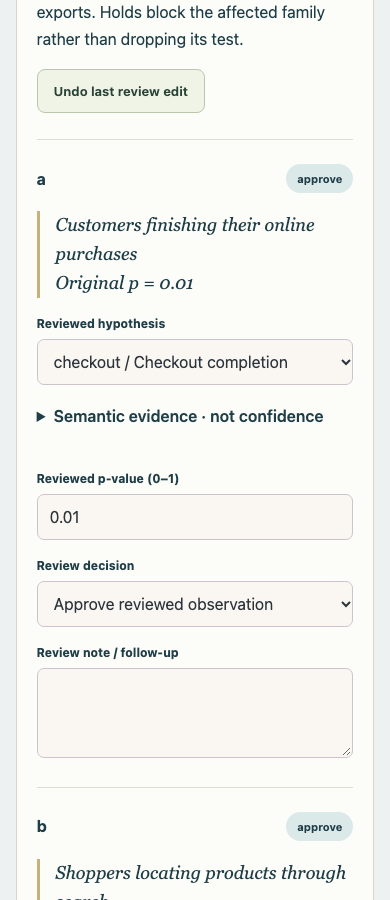 exports. Holds block the affected family
rather than dropping its test.
Undo last review edit
a
approve
Customers finishing their online
purchases
Original p = 0.01
Reviewed hypothesis
checkout / Checkout completion
Semantic evidence · not confidence
Reviewed p-value (0–1)
0.01
Review decision
Approve reviewed observation
Review note / follow-up
b
approve
Shoppers locating products through
search